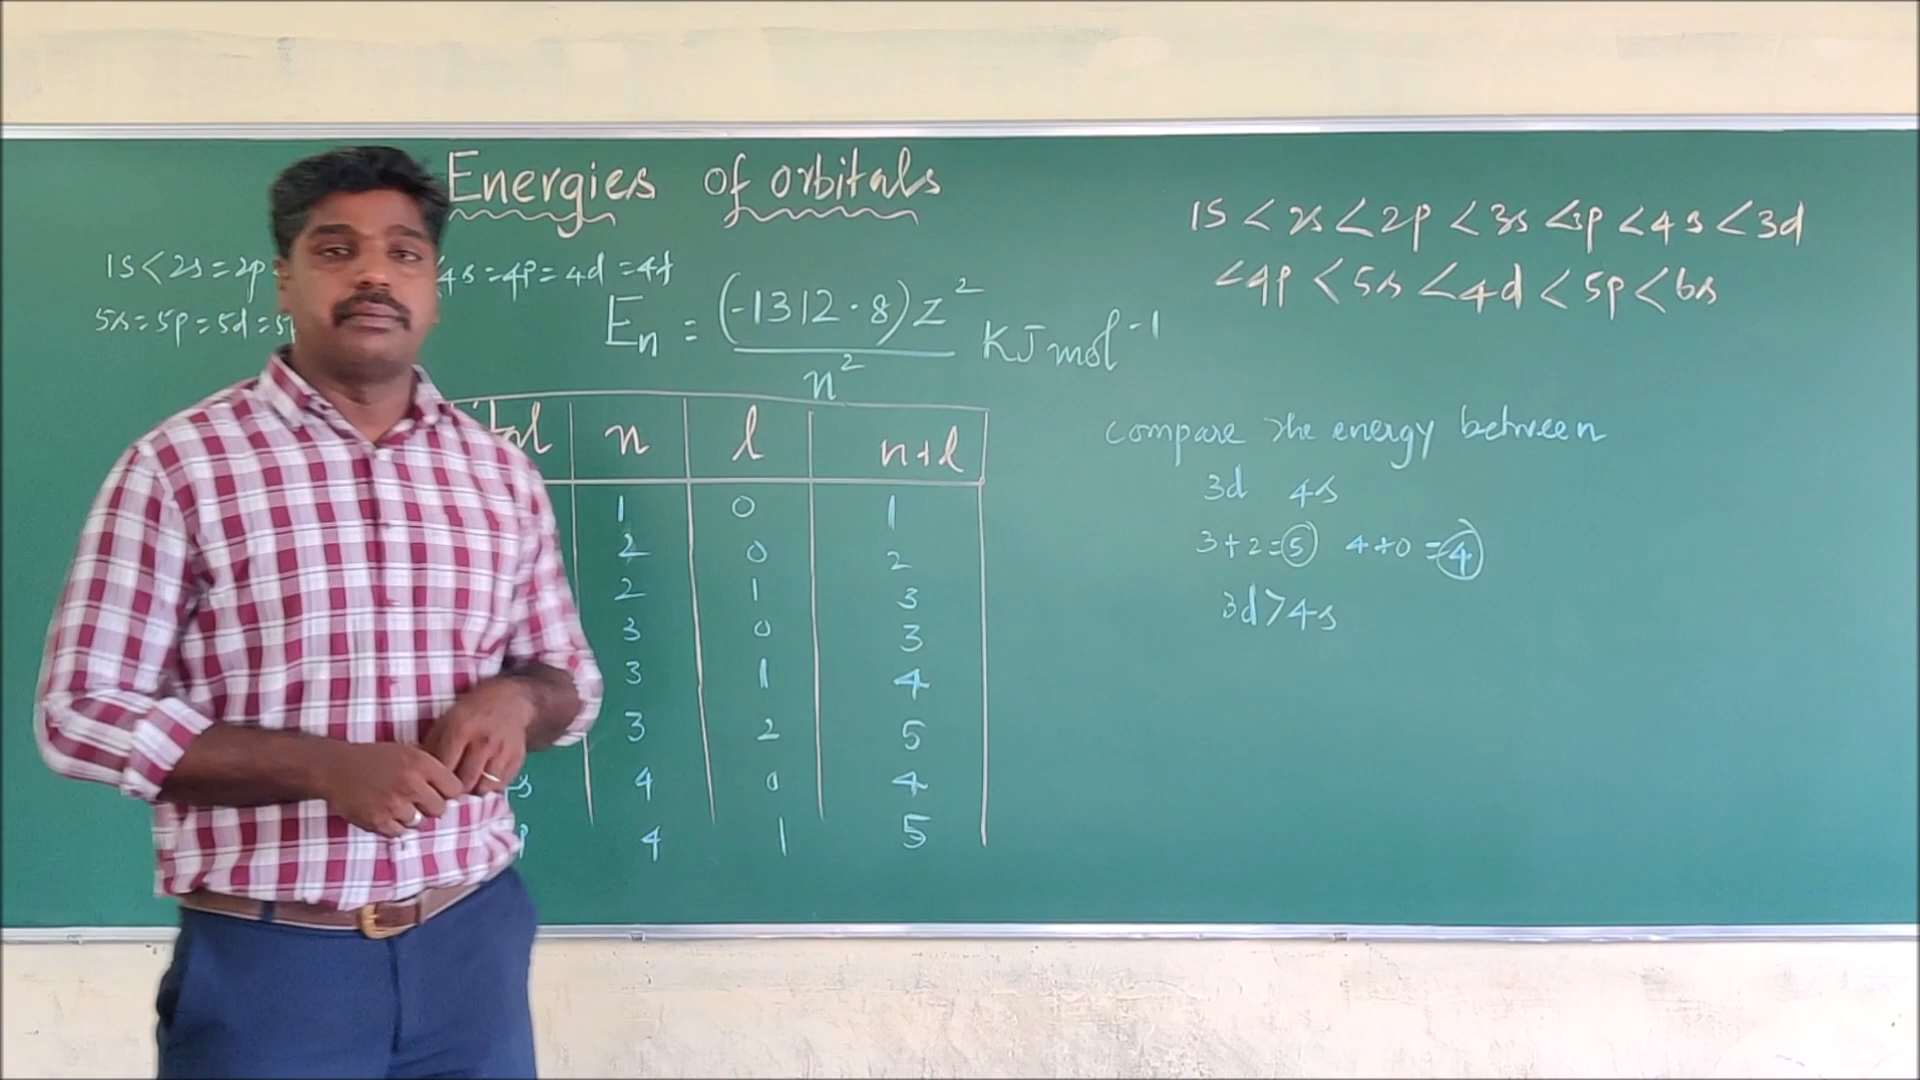 Energies of orbitals
1s < 2s = 2p
4s = 4p = 4d = 4f
5s = 5p = 5d =
En = (-1312.8) Z² / n² KJ mol⁻¹
n l n+l
1 0 1
2 0 2
2 1 3
3 0 3
3 1 4
3 2 5
s 4 0 4
p 4 1 5
1s < 2s < 2p < 3s < 3p < 4s < 3d
< 4p < 5s < 4d < 5p < 6s
compare the energy between
3d 4s
3+2=5 4+0=4
3d > 4s